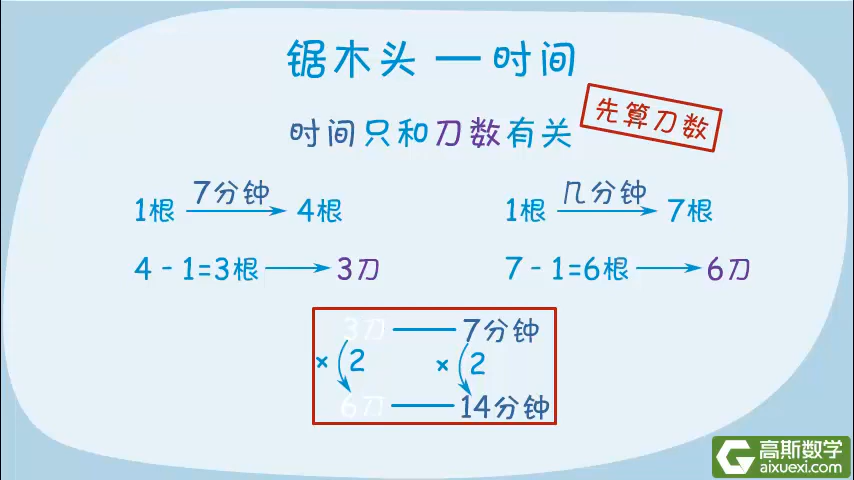 锯木头 — 时间
时间只和刀数有关
先算刀数
1根 7分钟 4根
1根 几分钟 7根
4 - 1=3根 3刀
7 - 1=6根 6刀
3刀 7分钟
× 2 × 2
6刀 14分钟
高斯数学
aixuexi.com